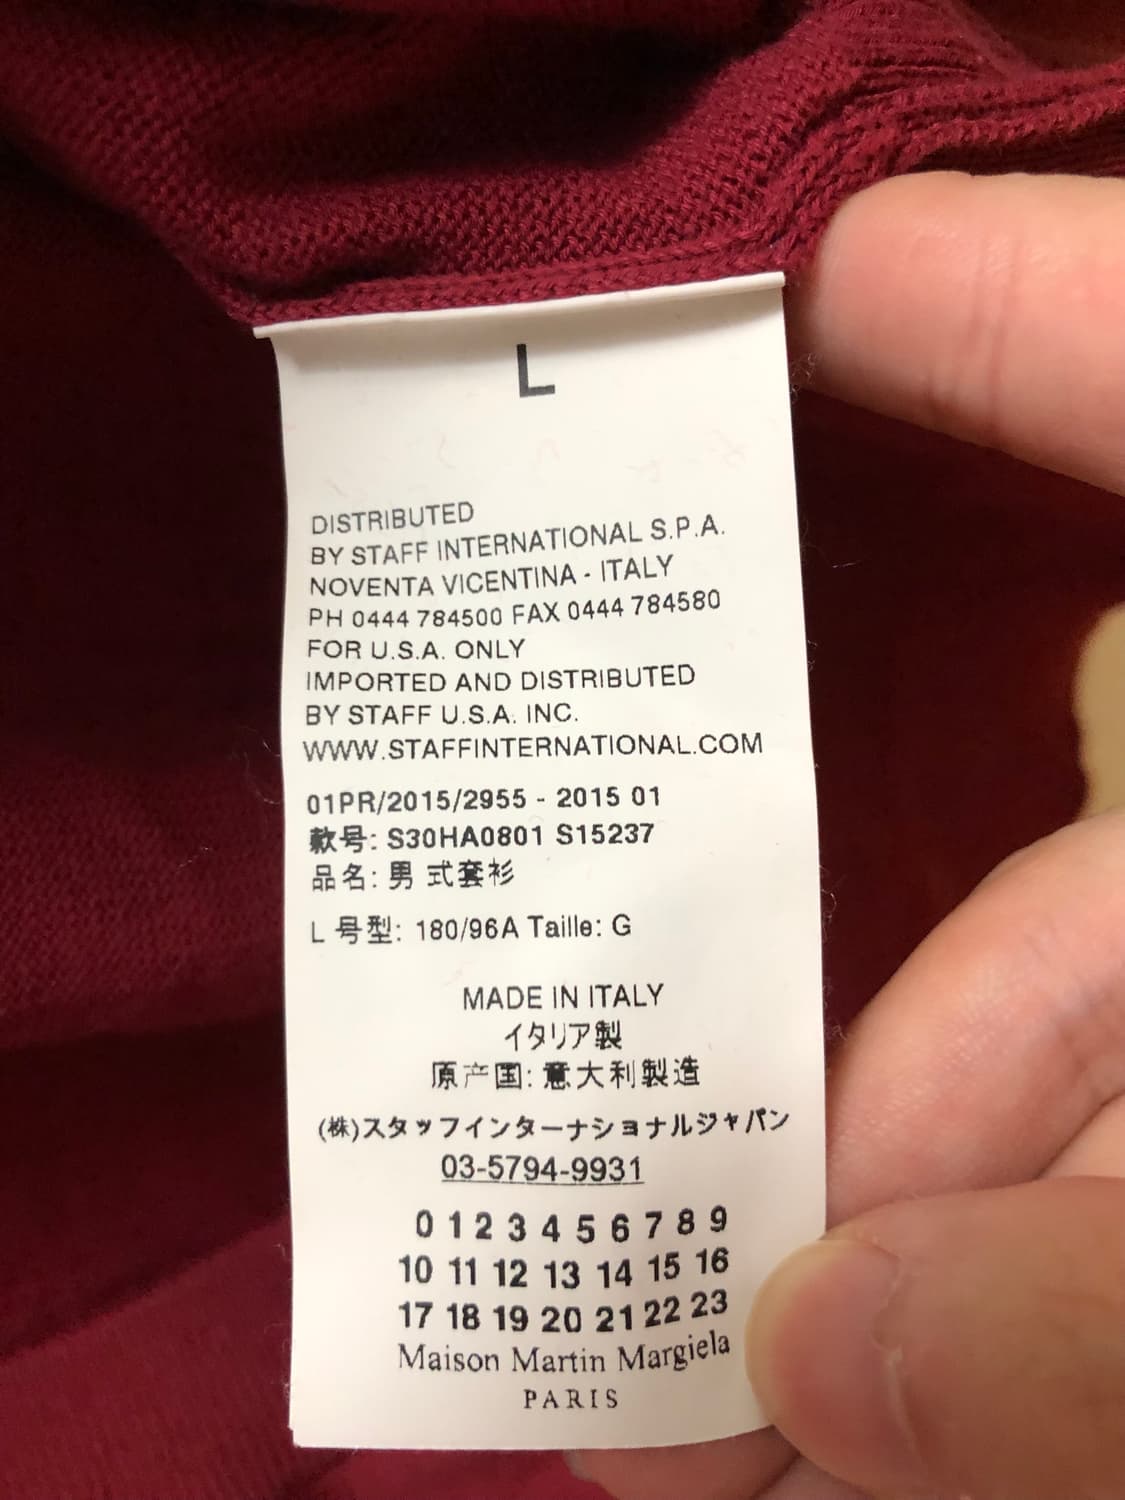 L
DISTRIBUTED
BY STAFF INTERNATIONAL S.P.A.
NOVENTA VICENTINA - ITALY
PH 0444 784500 FAX 0444 784580
FOR U.S.A. ONLY
IMPORTED AND DISTRIBUTED
BY STAFF U.S.A. INC.
WWW.STAFFINTERNATIONAL.COM
01PR/2015/2955 - 2015 01
款号: S30HA0801 S15237
品名: 男 式套衫
L 号型: 180/96A Taille: G
MADE IN ITALY
イタリア製
原产国: 意大利製造
(株)スタッフインターナショナルジャパン
03-5794-9931
0 1 2 3 4 5 6 7 8 9
10 11 12 13 14 15 16
17 18 19 20 21 22 23
Maison Martin Margiela
PARIS